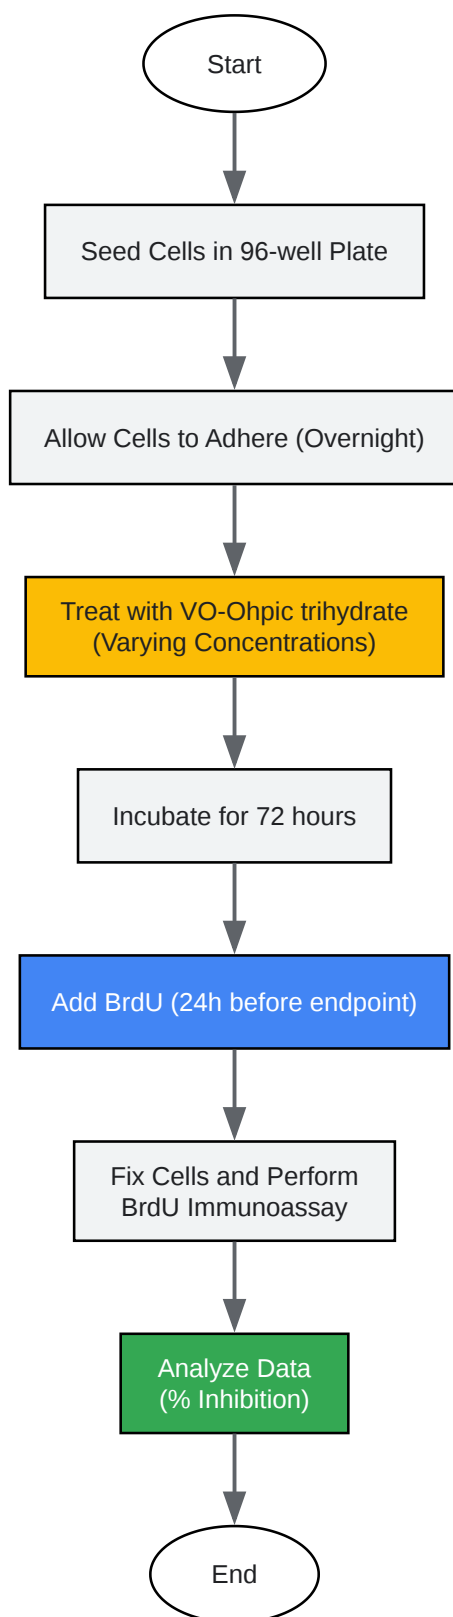 Start
Seed Cells in 96-well Plate
Allow Cells to Adhere (Overnight)
Treat with VO-Ohpic trihydrate
(Varying Concentrations)
Incubate for 72 hours
Add BrdU (24h before endpoint)
Fix Cells and Perform
BrdU Immunoassay
Analyze Data
(% Inhibition)
End